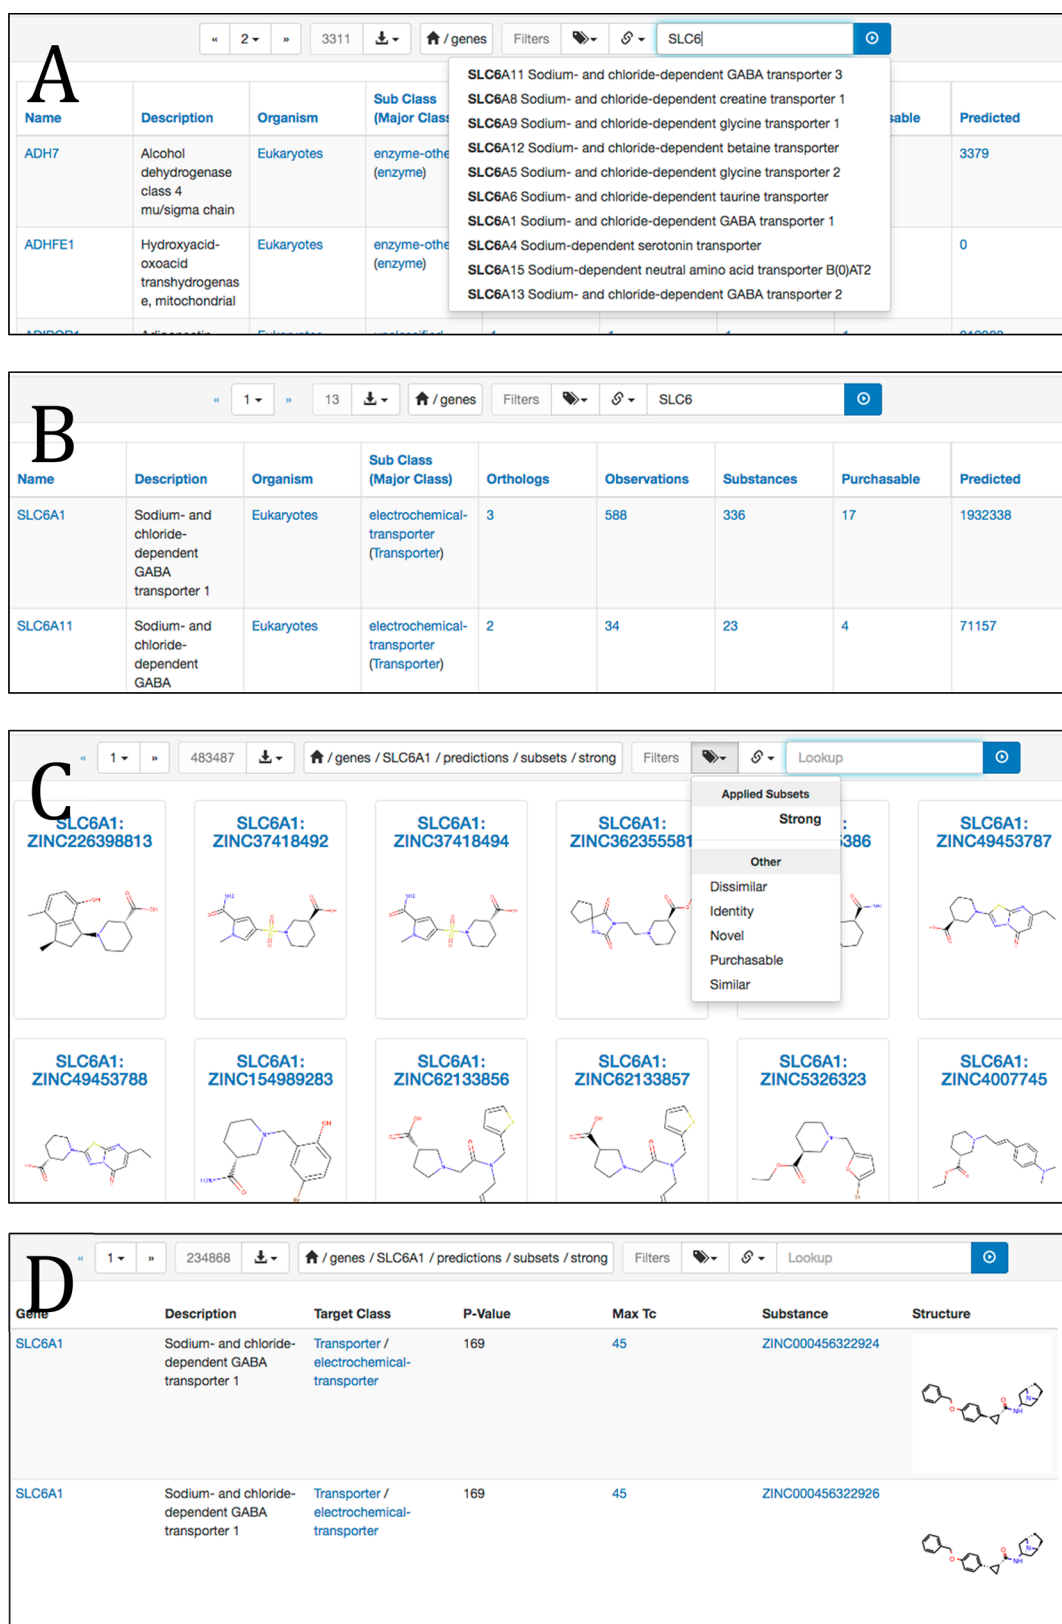 A
« 2 » 3311 / genes Filters SLC6
SLC6A11 Sodium- and chloride-dependent GABA transporter 3
SLC6A8 Sodium- and chloride-dependent creatine transporter 1
SLC6A9 Sodium- and chloride-dependent glycine transporter 1
SLC6A12 Sodium- and chloride-dependent betaine transporter
SLC6A5 Sodium- and chloride-dependent glycine transporter 2
SLC6A6 Sodium- and chloride-dependent taurine transporter
SLC6A1 Sodium- and chloride-dependent GABA transporter 1
SLC6A4 Sodium-dependent serotonin transporter
SLC6A15 Sodium-dependent neutral amino acid transporter B(0)AT2
SLC6A13 Sodium- and chloride-dependent GABA transporter 2
Sub Class
Name Description Organism (Major Class sable Predicted
ADH7 Alcohol Eukaryotes enzyme-othe 3379
dehydrogenase (enzyme)
class 4
mu/sigma chain
ADHFE1 Hydroxyacid- Eukaryotes enzyme-othe 0
oxoacid (enzyme)
transhydrogenas
e, mitochondrial
B
« 1 » 13 / genes Filters SLC6
Sub Class
Name Description Organism (Major Class) Orthologs Observations Substances Purchasable Predicted
SLC6A1 Sodium- and Eukaryotes electrochemical- 3 588 336 17 1932338
chloride- transporter
dependent (Transporter)
GABA
transporter 1
SLC6A11 Sodium- and Eukaryotes electrochemical- 2 34 23 4 71157
chloride- transporter
dependent (Transporter)
GABA
C
« 1 » 483487 / genes / SLC6A1 / predictions / subsets / strong Filters Lookup
Applied Subsets
Strong
Other
Dissimilar
Identity
Novel
Purchasable
Similar
SLC6A1: SLC6A1: SLC6A1: SLC6A1: : SLC6A1:
ZINC226398813 ZINC37418492 ZINC37418494 ZINC362355581 386 ZINC49453787
SLC6A1: SLC6A1: SLC6A1: SLC6A1: SLC6A1: SLC6A1:
ZINC49453788 ZINC154989283 ZINC62133856 ZINC62133857 ZINC5326323 ZINC4007745
D
« 1 » 234868 / genes / SLC6A1 / predictions / subsets / strong Filters Lookup
Gene Description Target Class P-Value Max Tc Substance Structure
SLC6A1 Sodium- and chloride- Transporter / 169 45 ZINC000456322924
dependent GABA electrochemical-
transporter 1 transporter
SLC6A1 Sodium- and chloride- Transporter / 169 45 ZINC000456322926
dependent GABA electrochemical-
transporter 1 transporter